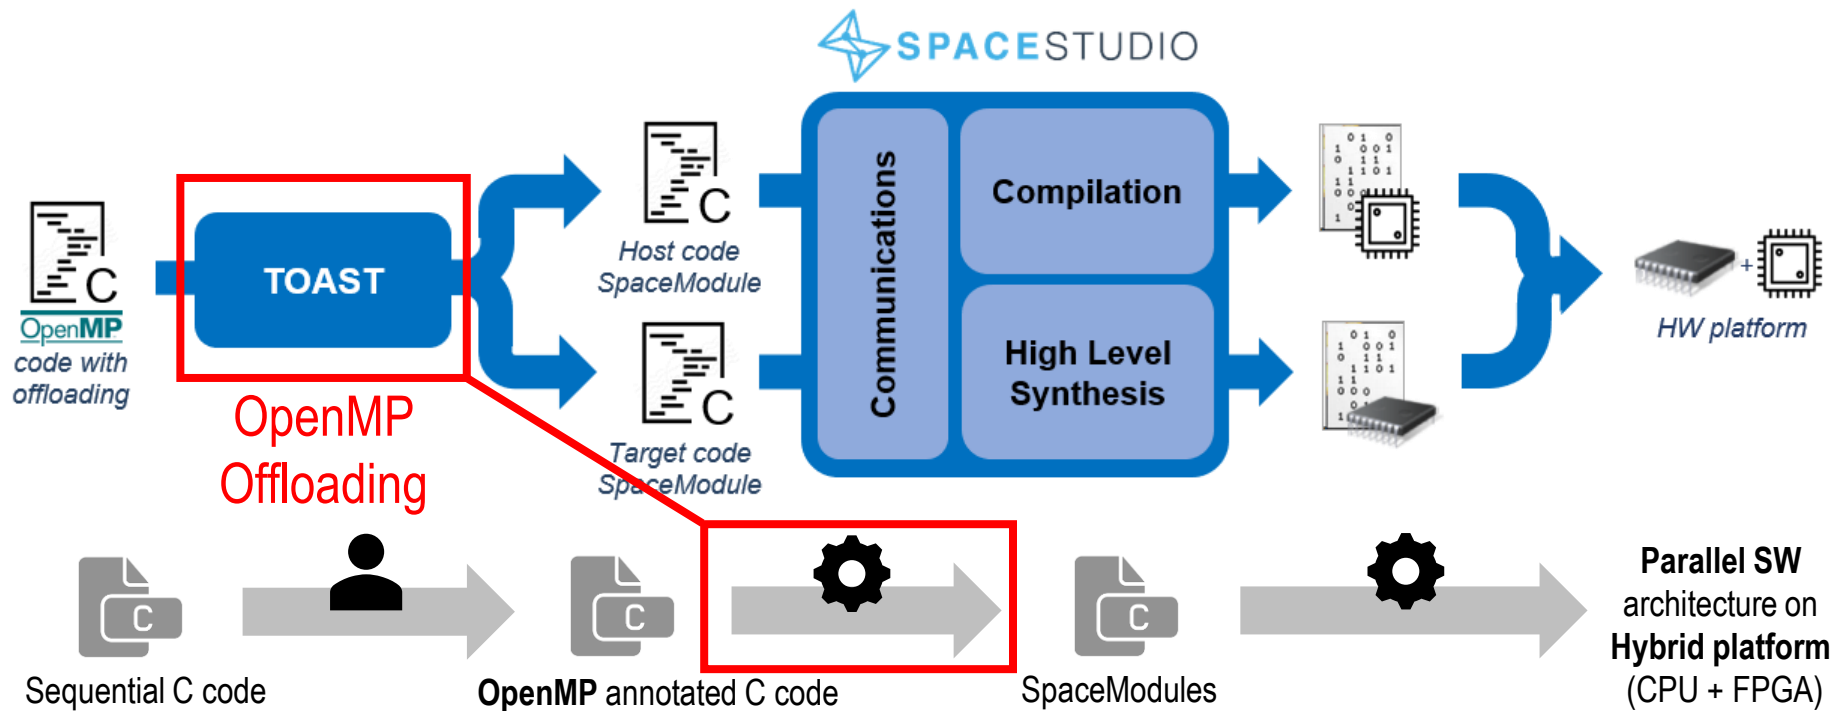 SPACESTUDIO
C
OpenMP
code with
offloading
TOAST
OpenMP
Offloading
C
Host code
SpaceModule
C
Target code
SpaceModule
Communications
Compilation
High Level
Synthesis
+
HW platform
C
Sequential C code
C
OpenMP annotated C code
C
SpaceModules
Parallel SW
architecture on
Hybrid platform
(CPU + FPGA)